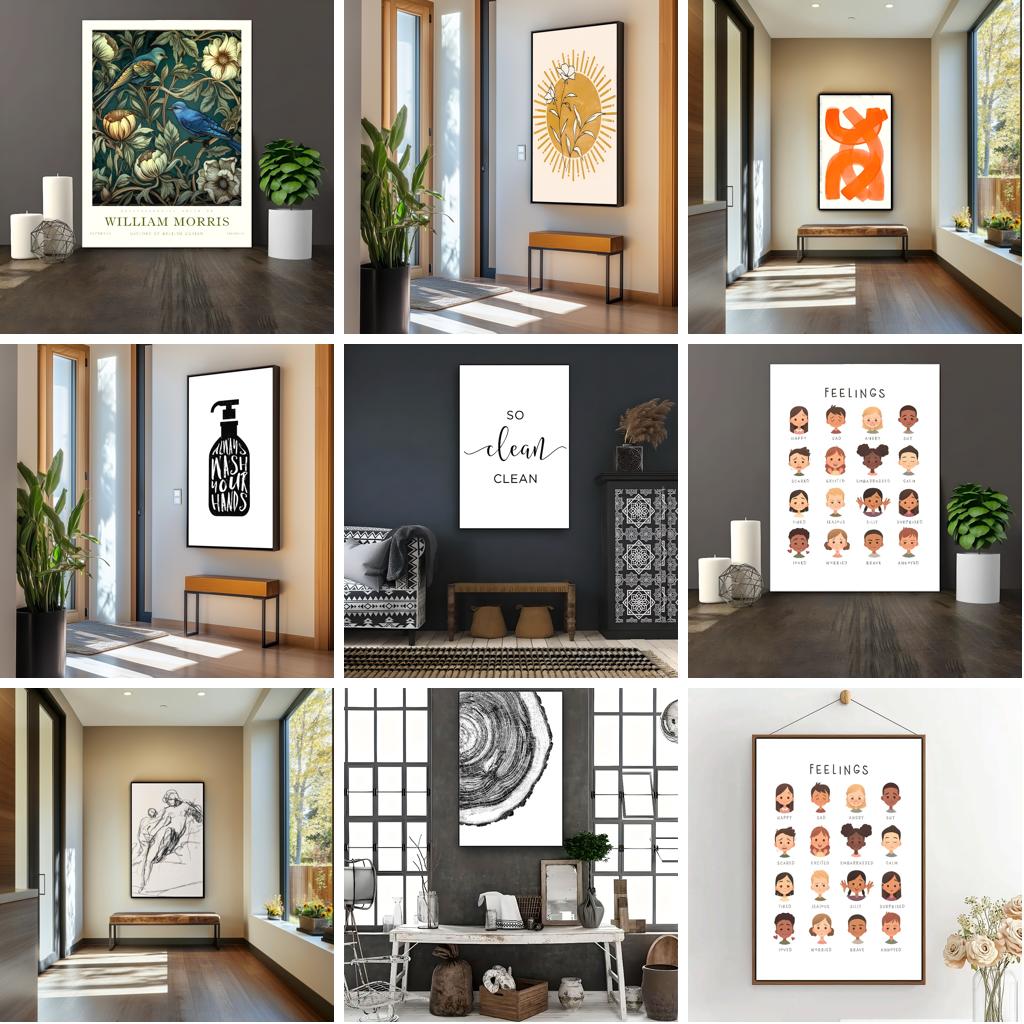 WILLIAM MORRIS
ALWAYS
WASH
YOUR
HANDS
SO
clean
CLEAN
FEELINGS
HAPPY SAD ANGRY SHY
SCARED EXCITED EMBARRASSED CALM
TIRED JEALOUS SILLY SURPRISED
LOVED WORRIED BRAVE ANNOYED
FEELINGS
HAPPY SAD ANGRY SHY
SCARED EXCITED EMBARRASSED CALM
TIRED JEALOUS SILLY SURPRISED
LOVED WORRIED BRAVE ANNOYED